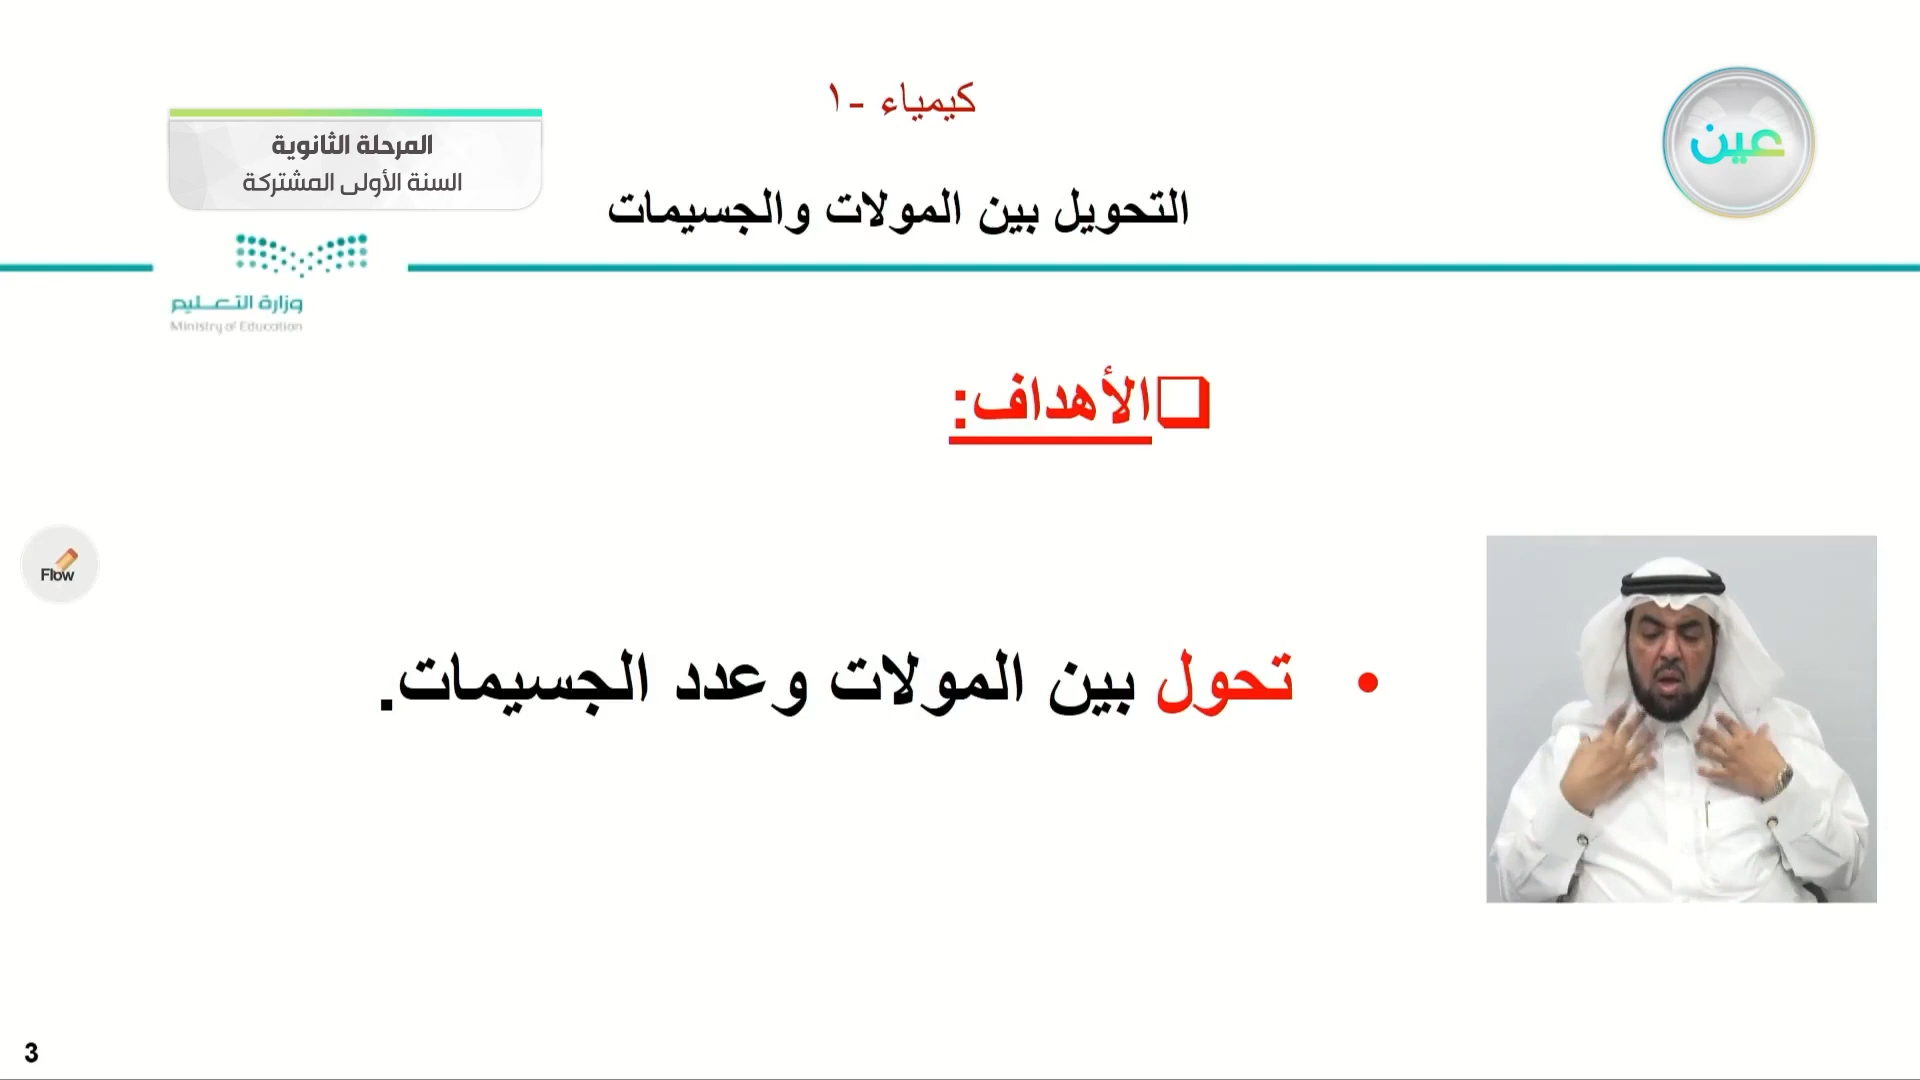 كيمياء -١
عين
المرحلة الثانوية
السنة الأولى المشتركة
التحويل بين المولات والجسيمات
وزارة التعليم
Ministry of Education
الأهداف:
Flow
• تحول بين المولات وعدد الجسيمات.
3